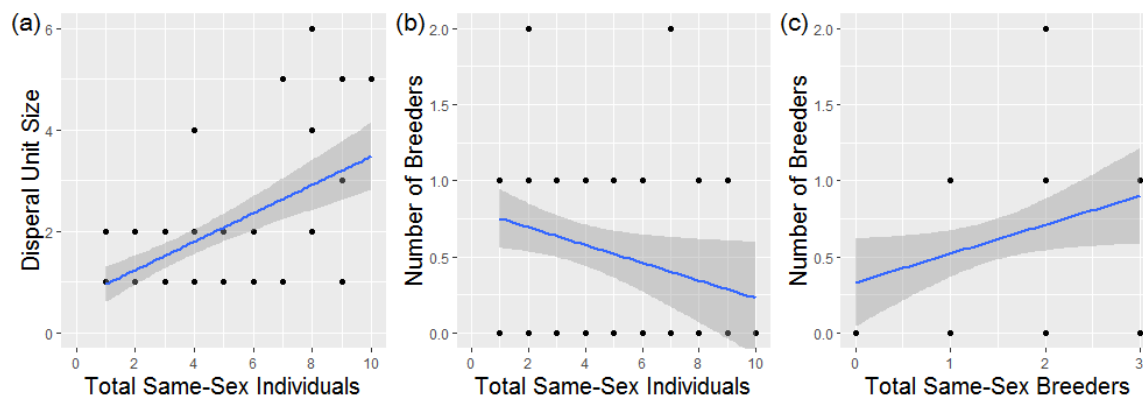 (a)
Disperal Unit Size
6
4
2
0
0 2 4 6 8 10
Total Same-Sex Individuals
(b)
Number of Breeders
2.0
1.5
1.0
0.5
0.0
0 2 4 6 8 10
Total Same-Sex Individuals
(c)
Number of Breeders
2.0
1.5
1.0
0.5
0.0
0 1 2 3
Total Same-Sex Breeders